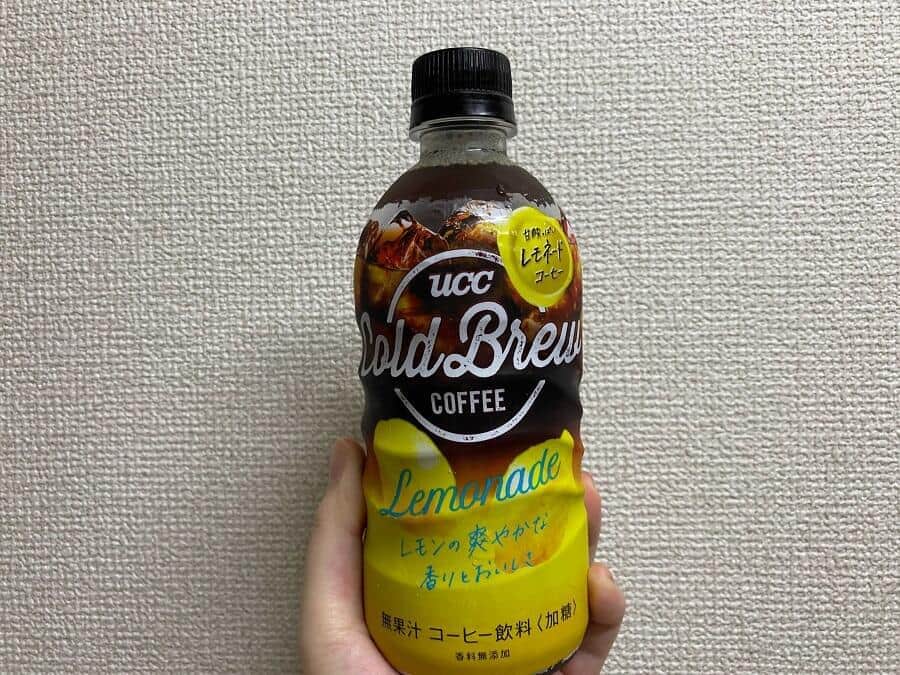 甘酸っぱい
レモネード
コーヒー
UCC
Cold Brew
COFFEE
Lemonade
レモンの爽やかな
香りとおいしさ
無果汁 コーヒー飲料〈加糖〉
香料無添加